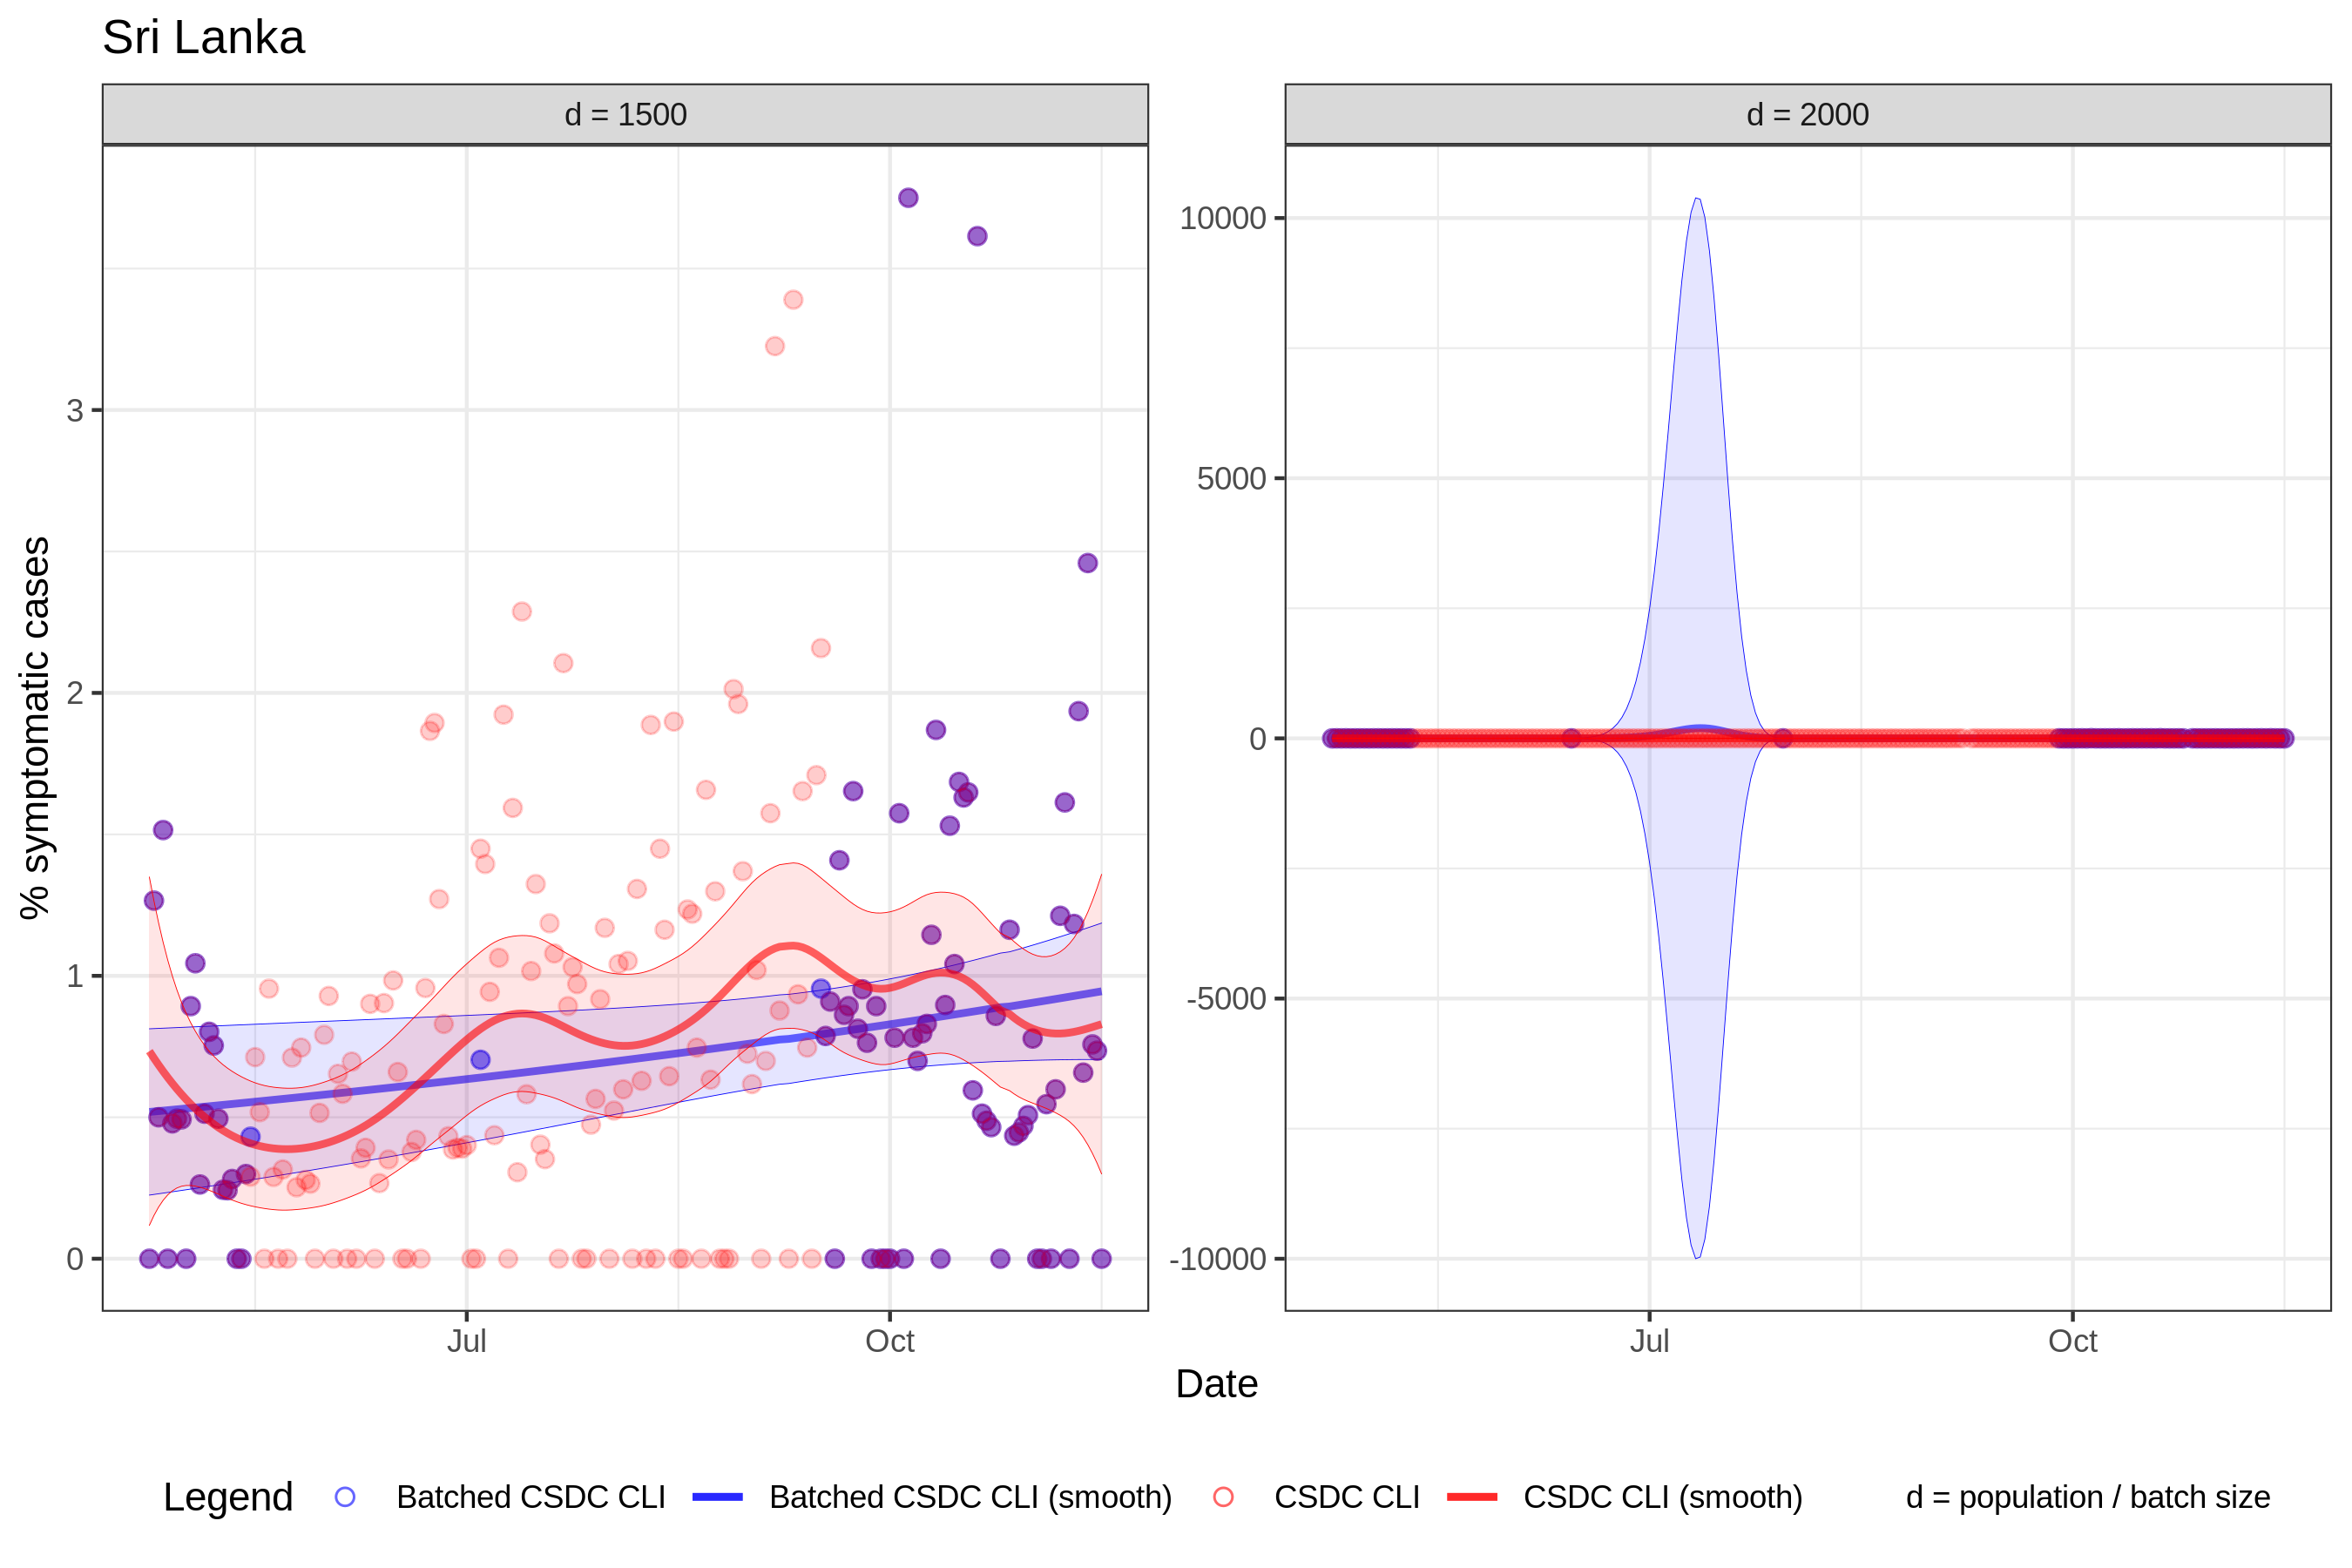 Sri Lanka
d = 1500
d = 2000
% symptomatic cases
3
2
1
0
10000
5000
0
-5000
-10000
Jul
Oct
Jul
Oct
Date
Legend
Batched CSDC CLI
Batched CSDC CLI (smooth)
CSDC CLI
CSDC CLI (smooth)
d = population / batch size